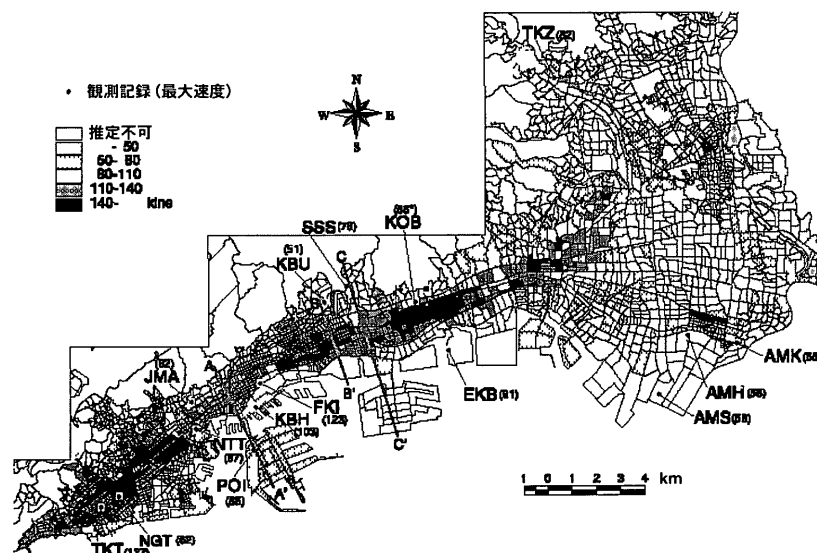 TKZ (52)
・ 観測記録 (最大速度)
N
W E
S
推定不可
- 50
50- 80
80-110
110-140
140- kine
SSS (79)
KOB
(51)
KBU
C
B
A
JMA
AMK
AMH
AMS
EKB
B'
FKI (123)
KBH
C'
NTT
POI
A'
NGT
TKT
1 0 1 2 3 4 km